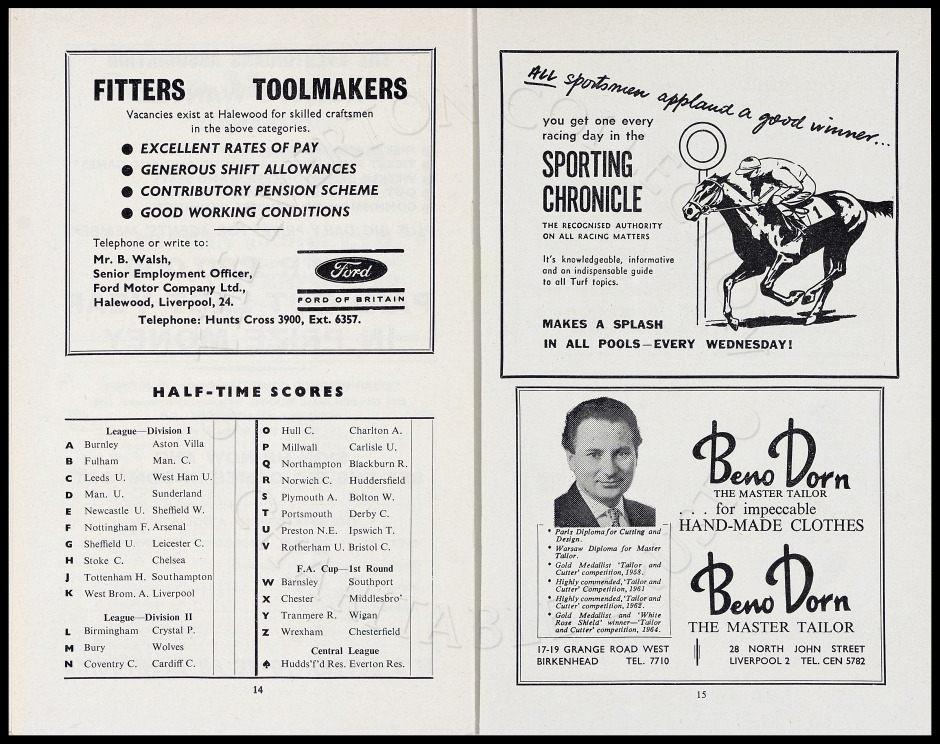 FITTERS TOOLMAKERS
Vacancies exist at Halewood for skilled craftsmen
in the above categories.
● EXCELLENT RATES OF PAY
● GENEROUS SHIFT ALLOWANCES
● CONTRIBUTORY PENSION SCHEME
● GOOD WORKING CONDITIONS
Telephone or write to:
Mr. B. Walsh,
Senior Employment Officer,
Ford Motor Company Ltd.,
Halewood, Liverpool, 24.
Ford
FORD OF BRITAIN
Telephone: Hunts Cross 3900, Ext. 6357.
HALF-TIME SCORES
League—Division I
A Burnley Aston Villa
B Fulham Man. C.
C Leeds U. West Ham U.
D Man. U. Sunderland
E Newcastle U. Sheffield W.
F Nottingham F. Arsenal
G Sheffield U. Leicester C.
H Stoke C. Chelsea
J Tottenham H. Southampton
K West Brom. A. Liverpool
League—Division II
L Birmingham Crystal P.
M Bury Wolves
N Coventry C. Cardiff C.
O Hull C. Charlton A.
P Millwall Carlisle U.
Q Northampton Blackburn R.
R Norwich C. Huddersfield
S Plymouth A. Bolton W.
T Portsmouth Derby C.
U Preston N.E. Ipswich T.
V Rotherham U. Bristol C.
F.A. Cup—1st Round
W Barnsley Southport
X Chester Middlesbro'
Y Tranmere R. Wigan
Z Wrexham Chesterfield
Central League
♠ Hudds'f'd Res. Everton Res.
14
ALL sportsmen applaud a good winner...
you get one every
racing day in the
SPORTING
CHRONICLE
THE RECOGNISED AUTHORITY
ON ALL RACING MATTERS
It's knowledgeable, informative
and an indispensable guide
to all Turf topics.
1
MAKES A SPLASH
IN ALL POOLS—EVERY WEDNESDAY!
Beno Dorn
THE MASTER TAILOR
. . . for impeccable
HAND-MADE CLOTHES
* Paris Diploma for Cutting and
Design.
* Warsaw Diploma for Master
Tailor.
* Gold Medallist 'Tailor and
Cutter' competition, 1958.
* Highly commended, 'Tailor and
Cutter' Competition, 1961
* Highly commended, 'Tailor and
Cutter' competition, 1962.
* Gold Medallist and 'White
Rose Shield' winner—'Tailor
and Cutter' competition, 1964.
Beno Dorn
THE MASTER TAILOR
17-19 GRANGE ROAD WEST
BIRKENHEAD TEL. 7710
28 NORTH JOHN STREET
LIVERPOOL 2 TEL. CEN 5782
15